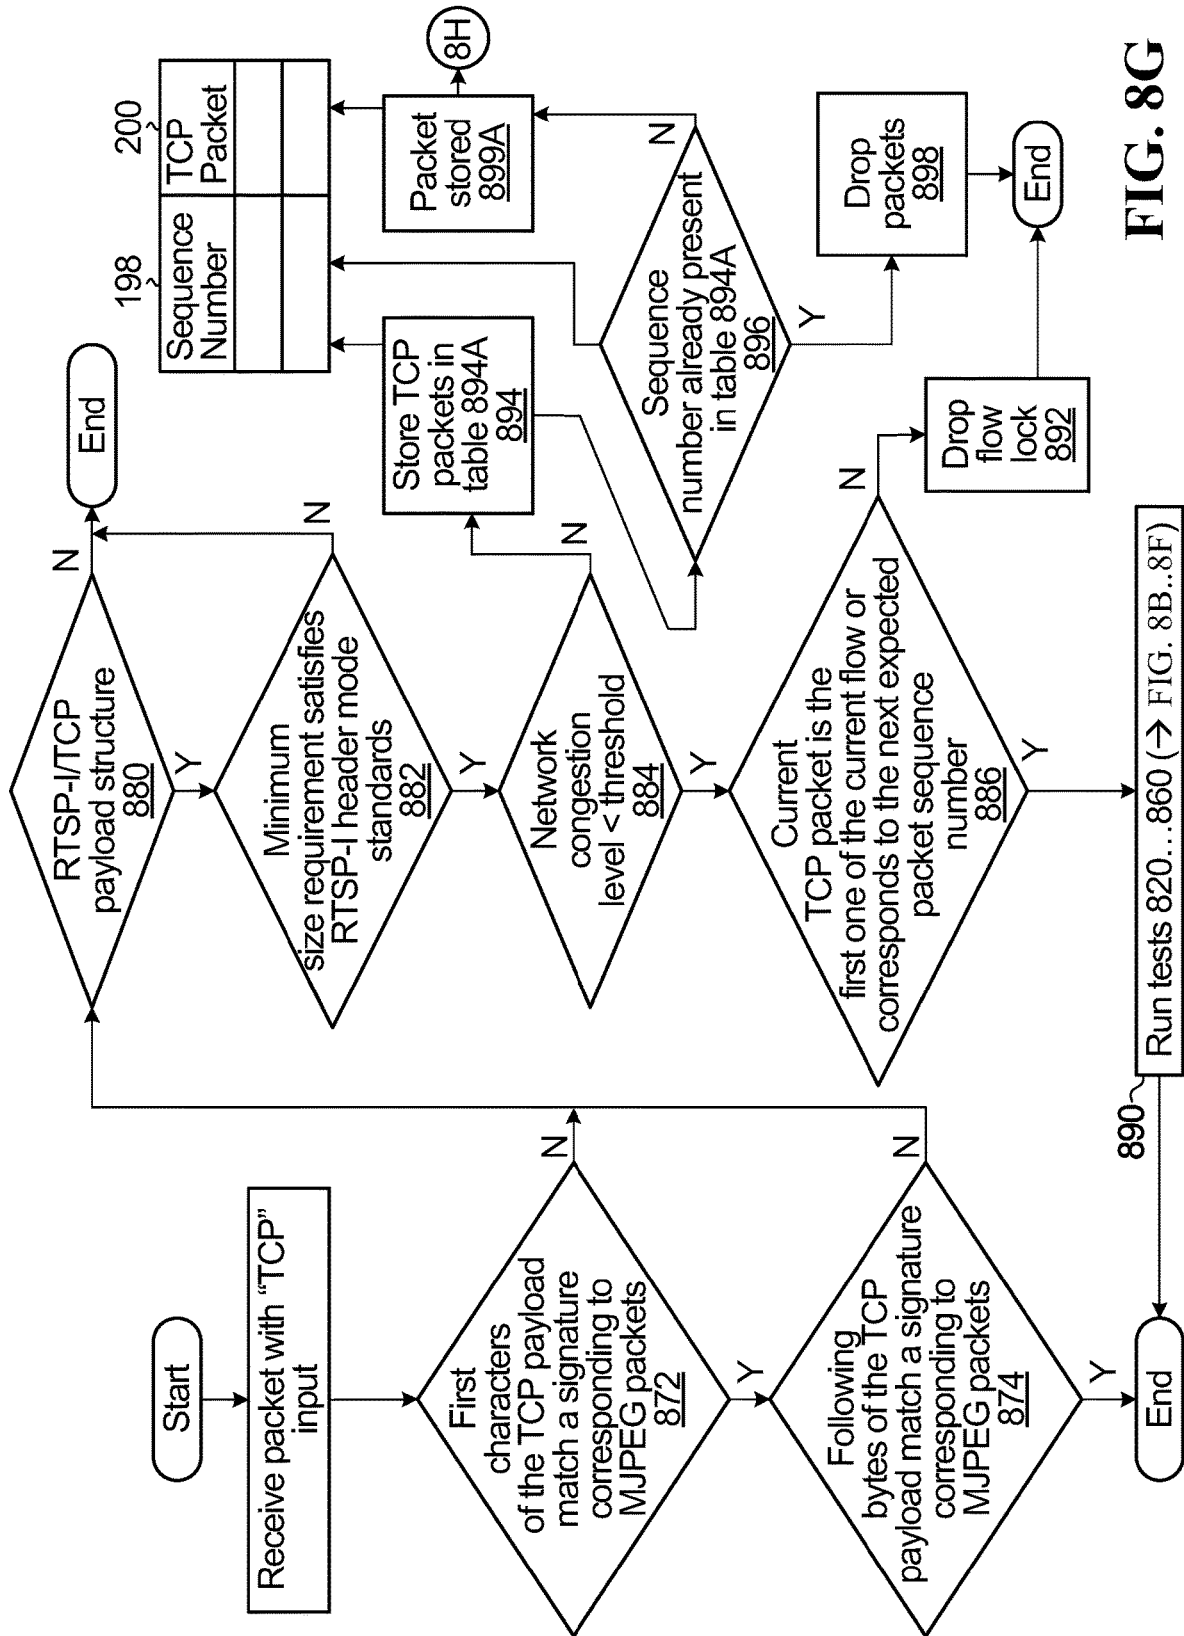 Start
Receive packet with “TCP”
input
First
characters
of the TCP payload
match a signature
corresponding to
MJPEG packets
872
N
Y
Following
bytes of the TCP
payload match a signature
corresponding to
MJPEG packets
874
N
Y
End
RTSP-I/TCP
payload structure
880
N
Y
End
Minimum
size requirement satisfies
RTSP-I header mode
standards
882
N
Y
Network
congestion
level < threshold
884
N
Y
Current
TCP packet is the
first one of the current flow or
corresponds to the next expected
packet sequence
number
886
N
Y
890
Run tests 820...860 (→ FIG. 8B..8F)
Drop
flow
lock
892
Store TCP
packets in
table 894A
894
198
200
Sequence
Number
TCP
Packet
Sequence
number already present
in table 894A
896
N
Y
Packet
stored
899A
8H
Drop
packets
898
End
FIG. 8G